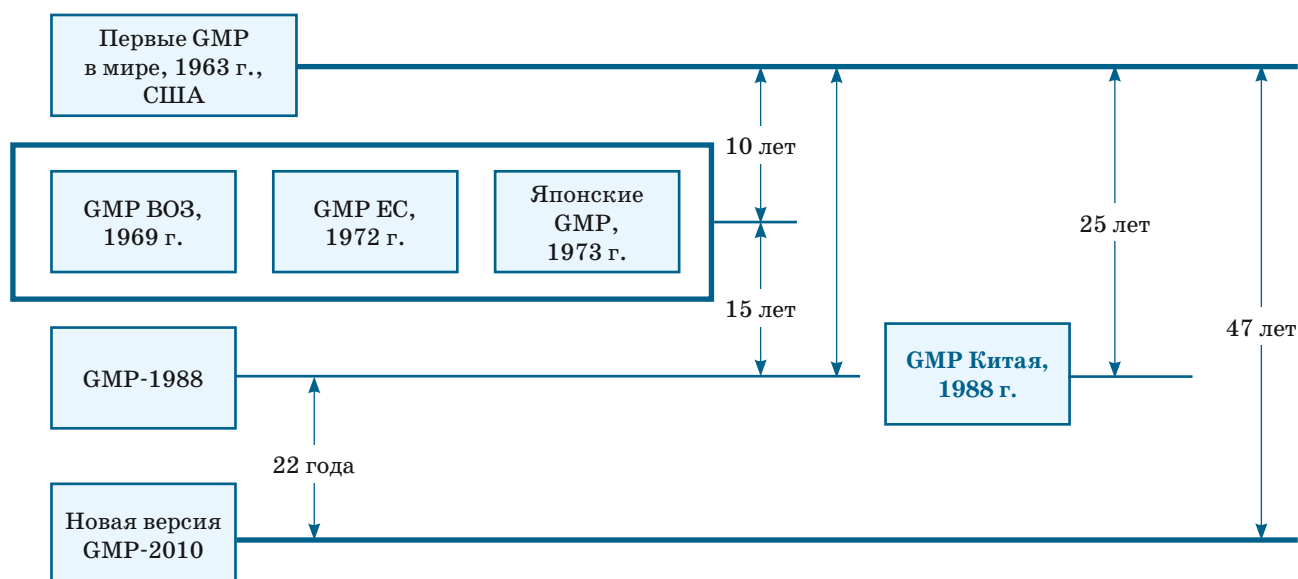 Первые GMP
в мире, 1963 г.,
США
10 лет
GMP ВОЗ,
1969 г.
GMP ЕС,
1972 г.
Японские
GMP,
1973 г.
25 лет
15 лет
47 лет
GMP-1988
GMP Китая,
1988 г.
22 года
Новая версия
GMP-2010